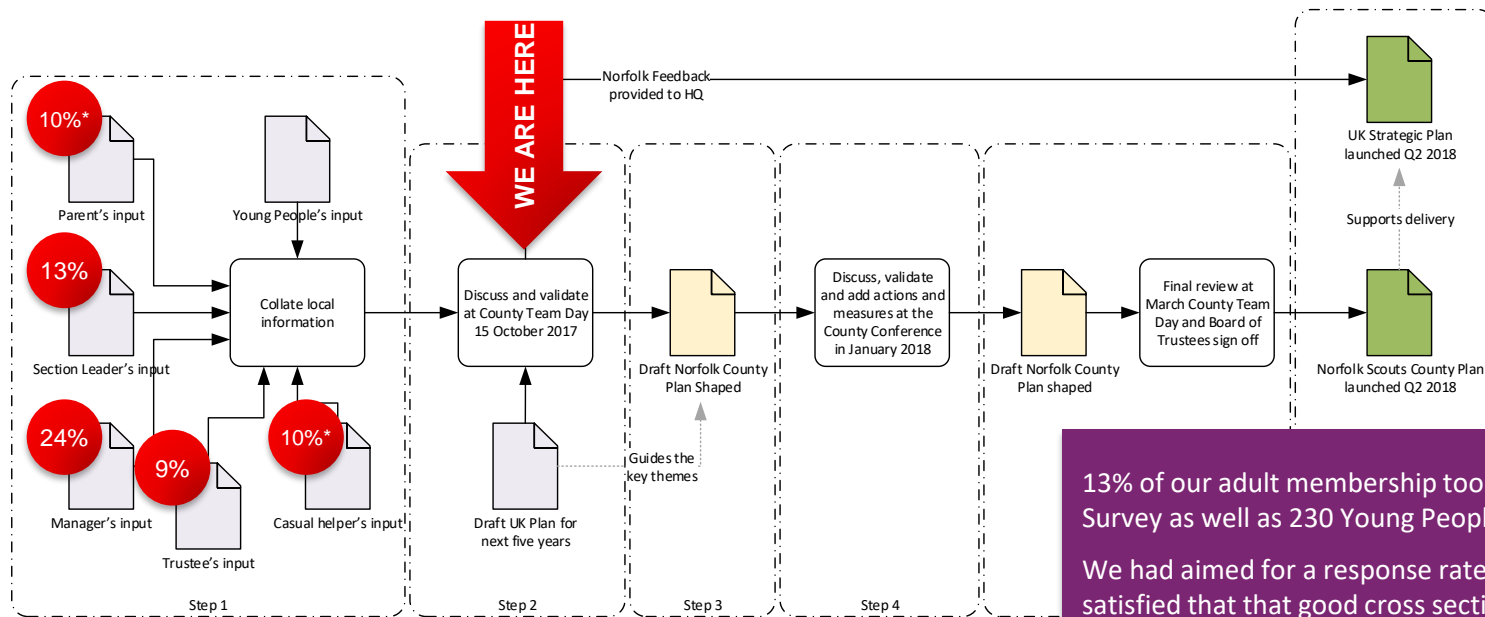 WE ARE HERE
Norfolk Feedback
provided to HQ
UK Strategic Plan
launched Q2 2018
10%*
Parent's input
Young People's input
13%
Section Leader's input
24%
Manager's input
9%
Trustee's input
10%*
Casual helper's input
Collate local
information
Step 1
Discuss and validate
at County Team Day
15 October 2017
Draft UK Plan for
next five years
Step 2
Guides the
key themes
Draft Norfolk County
Plan Shaped
Step 3
Discuss, validate
and add actions and
measures at the
County Conference
in January 2018
Step 4
Draft Norfolk County
Plan shaped
Final review at
March County Team
Day and Board of
Trustees sign off
Supports delivery
Norfolk Scouts County Plan
launched Q2 2018
13% of our adult membership too
Survey as well as 230 Young Peopl
We had aimed for a response rate
satisfied that that good cross secti